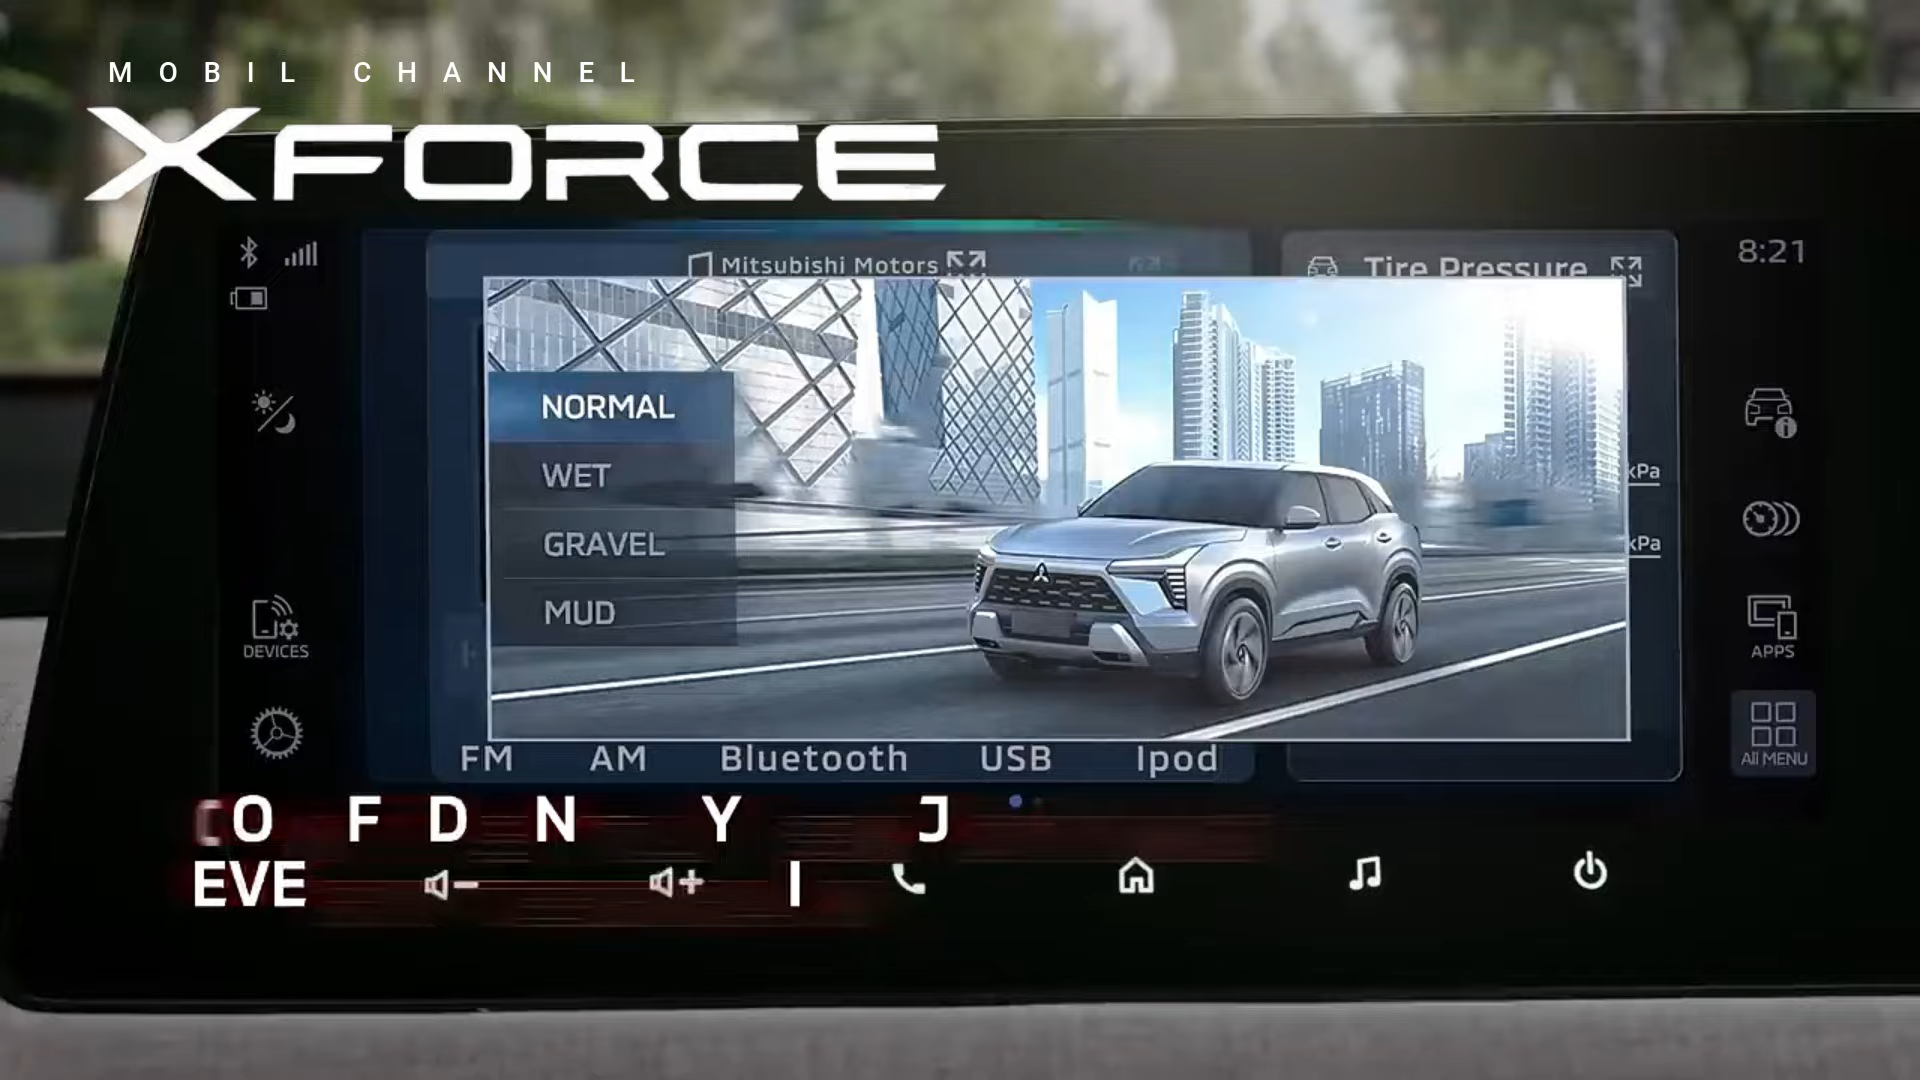 MOBIL CHANNEL
XFORCE
Mitsubishi Motors
Tire Pressure
8:21
NORMAL
WET
GRAVEL
MUD
kPa
kPa
DEVICES
APPS
All MENU
FM AM Bluetooth USB Ipod
O F D N Y J
EVE I